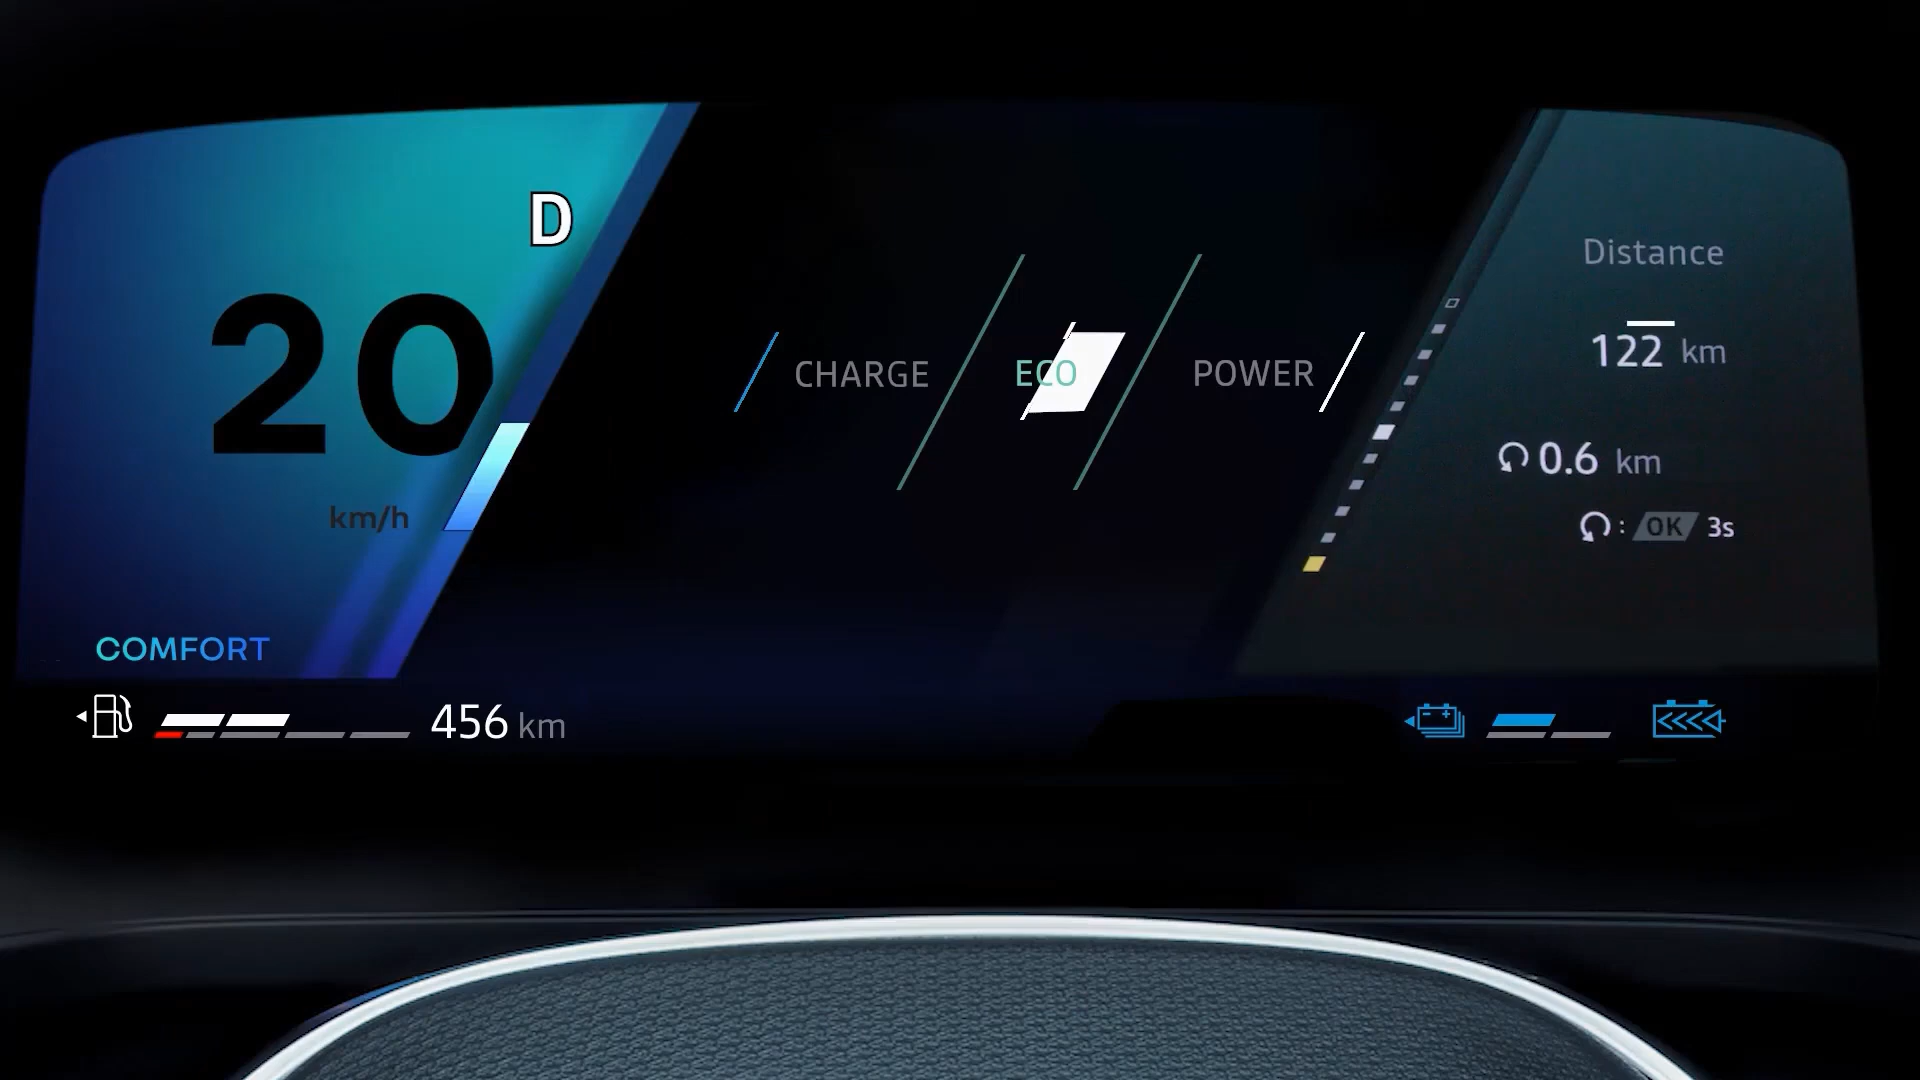 D
20
km/h
COMFORT
456 km
CHARGE
ECO
POWER
Distance
122 km
0.6 km
: OK 3s